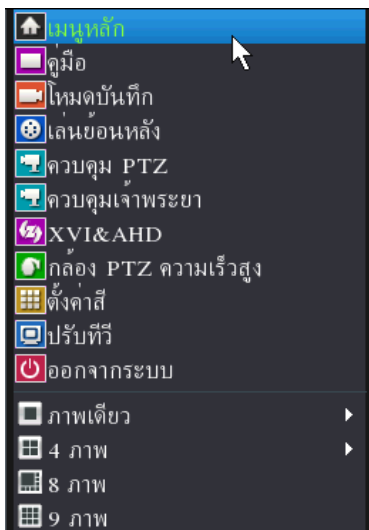 เมนูหลัก
คู่มือ
โหมดบันทึก
เล่นย้อนหลัง
ควบคุม PTZ
ควบคุมเจ้าพระยา
XVI&AHD
กล้อง PTZ ความเร็วสูง
ตั้งค่าสี
ปรับทีวี
ออกจากระบบ
ภาพเดียว
4 ภาพ
8 ภาพ
9 ภาพ